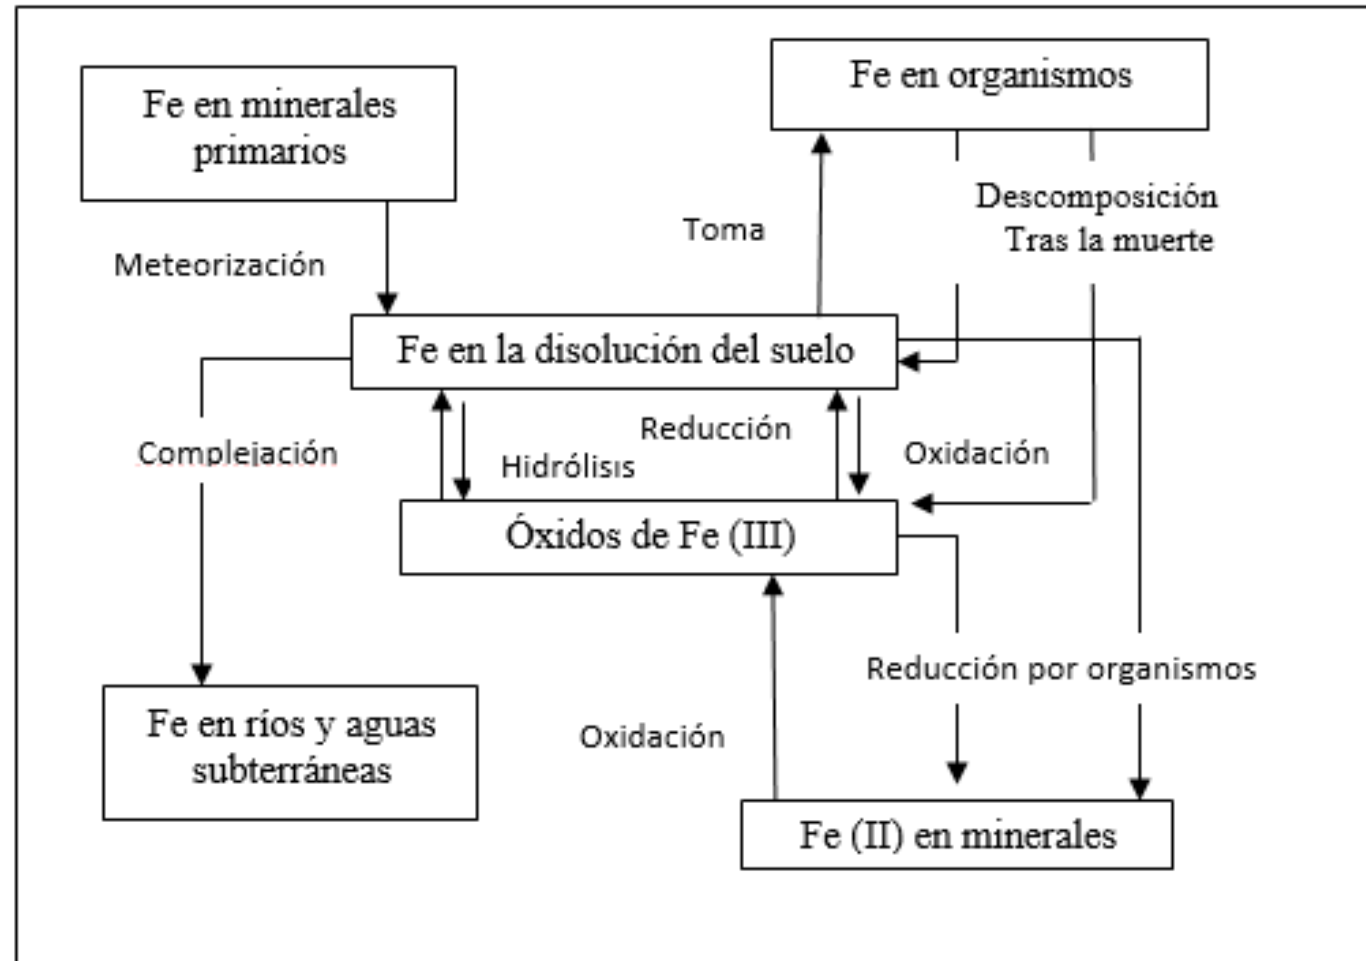 Fe en organismos
Fe en minerales
primarios
Descomposición
Tras la muerte
Toma
Meteorización
Fe en la disolución del suelo
Reducción
Complejación
Hidrólisis
Oxidación
Óxidos de Fe (III)
Reducción por organismos
Fe en ríos y aguas
subterráneas
Oxidación
Fe (II) en minerales